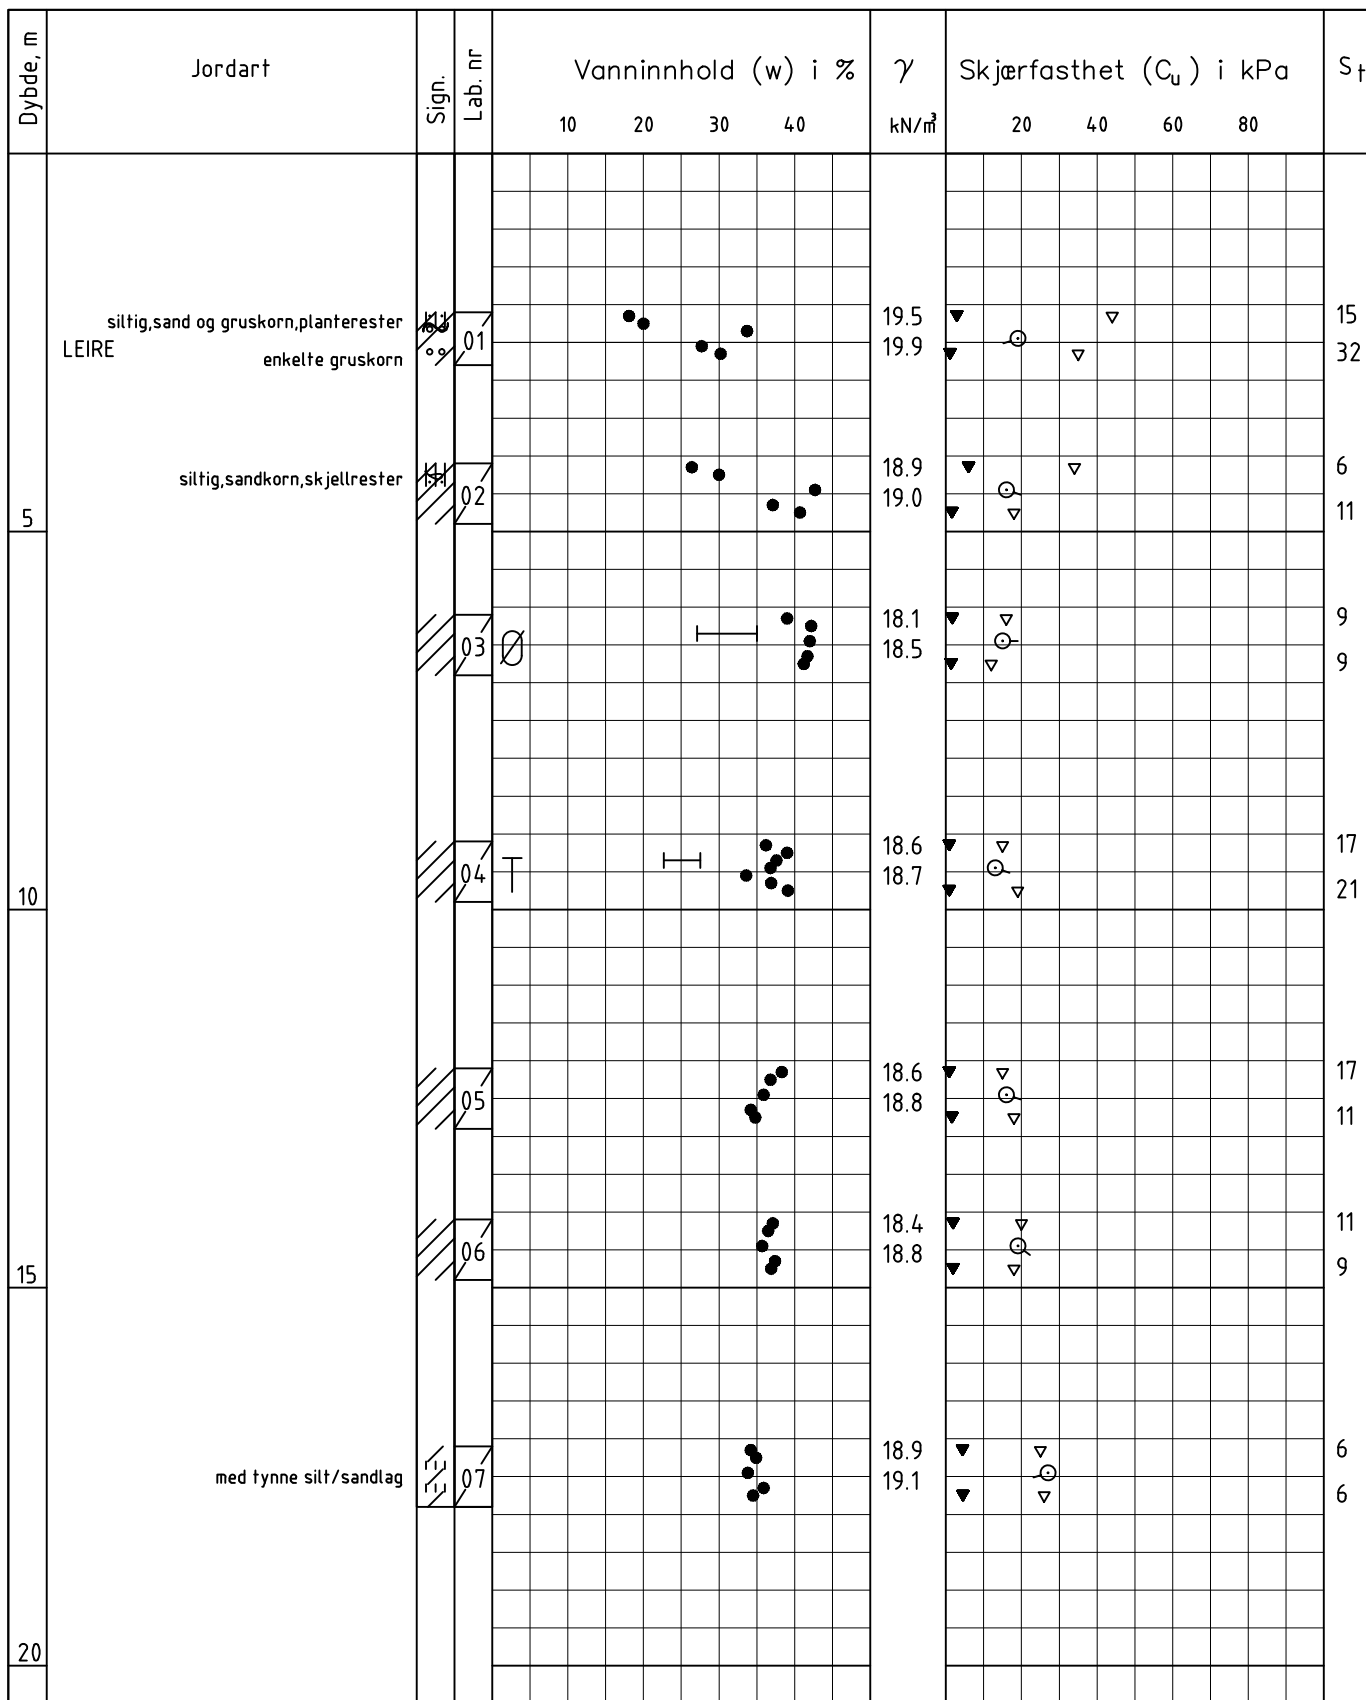 Dybde, m
Jordart
Sign.
Lab. nr
Vanninnhold (w) i %
10 20 30 40
γ
kN/m³
Skjærfasthet (Cu) i kPa
20 40 60 80
St
siltig,sand og gruskorn,planterester
LEIRE
enkelte gruskorn
01
19.5
19.9
15
32
siltig,sandkorn,skjellrester
02
18.9
19.0
6
11
5
03
Ø
18.1
18.5
9
9
04
T
18.6
18.7
17
21
10
05
18.6
18.8
17
11
06
18.4
18.8
11
9
15
med tynne silt/sandlag
07
18.9
19.1
6
6
20